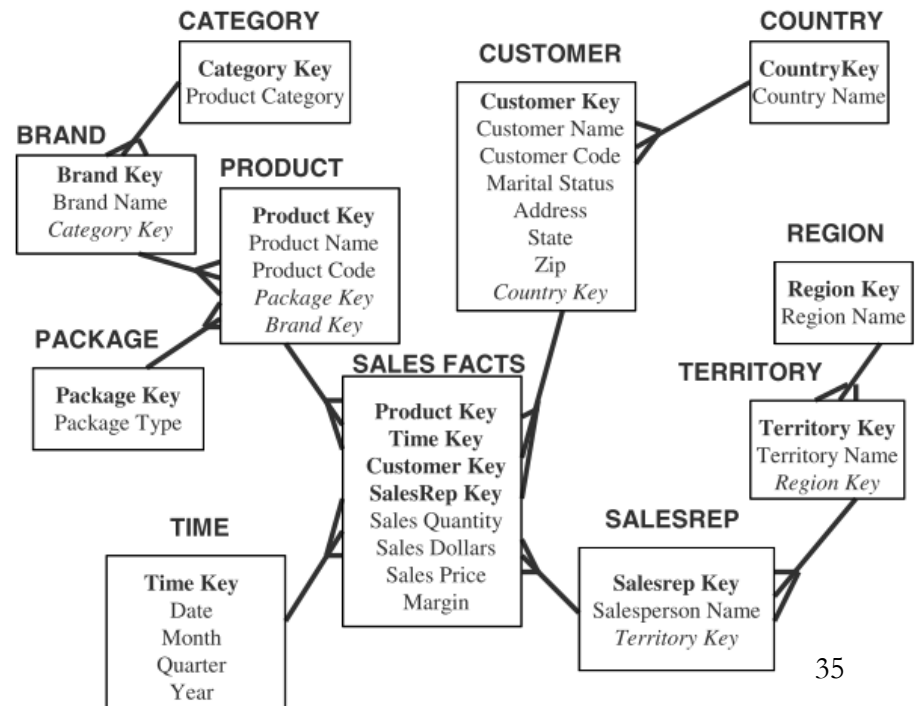 CATEGORY
Category Key
Product Category
BRAND
Brand Key
Brand Name
Category Key
PRODUCT
Product Key
Product Name
Product Code
Package Key
Brand Key
PACKAGE
Package Key
Package Type
CUSTOMER
Customer Key
Customer Name
Customer Code
Marital Status
Address
State
Zip
Country Key
COUNTRY
CountryKey
Country Name
REGION
Region Key
Region Name
TERRITORY
Territory Key
Territory Name
Region Key
SALES FACTS
Product Key
Time Key
Customer Key
SalesRep Key
Sales Quantity
Sales Dollars
Sales Price
Margin
TIME
Time Key
Date
Month
Quarter
Year
SALESREP
Salesrep Key
Salesperson Name
Territory Key
35